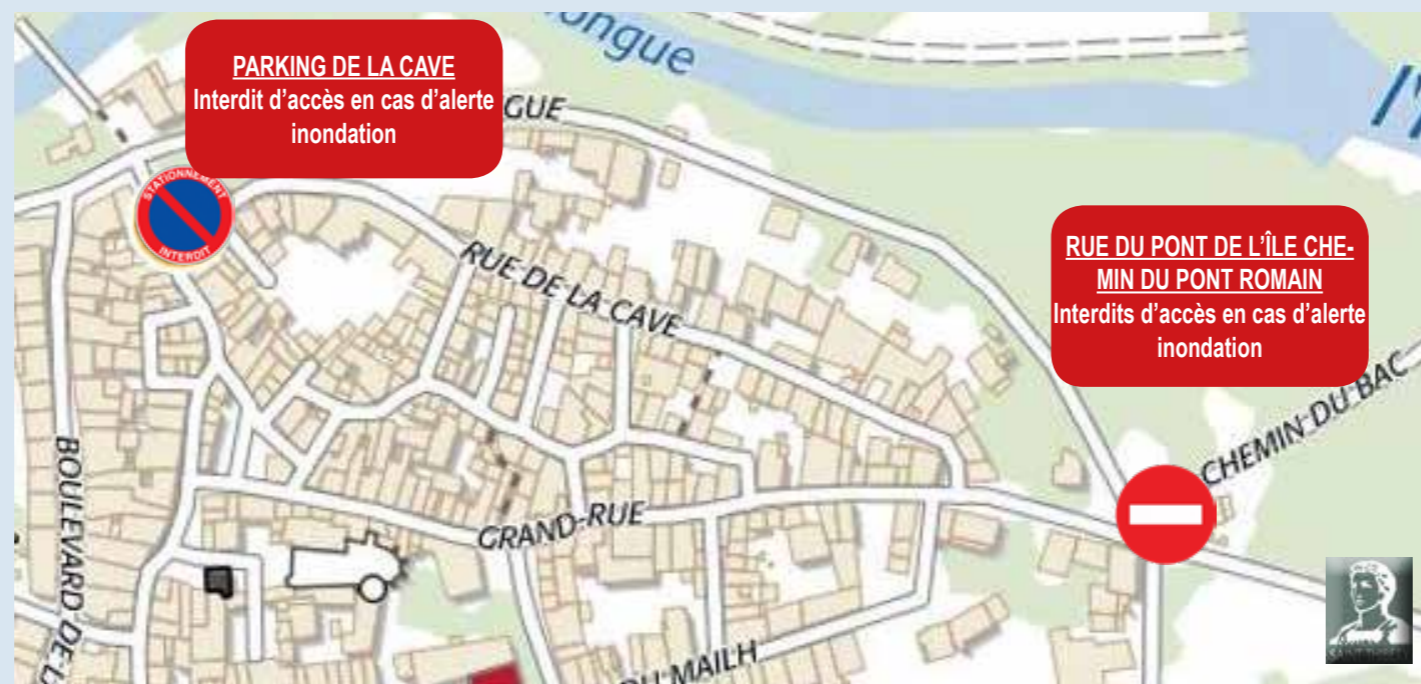 ongue
PARKING DE LA CAVE
Interdit d'accès en cas d'alerte
inondation
GUE
STATIONNEMENT
INTERDIT
RUE DE LA CAVE
RUE DU PONT DE L'ÎLE CHE-
MIN DU PONT ROMAIN
Interdits d'accès en cas d'alerte
inondation
CHEMIN DU BAC
BOULEVARD DE L
GRAND-RUE
DU MAILH